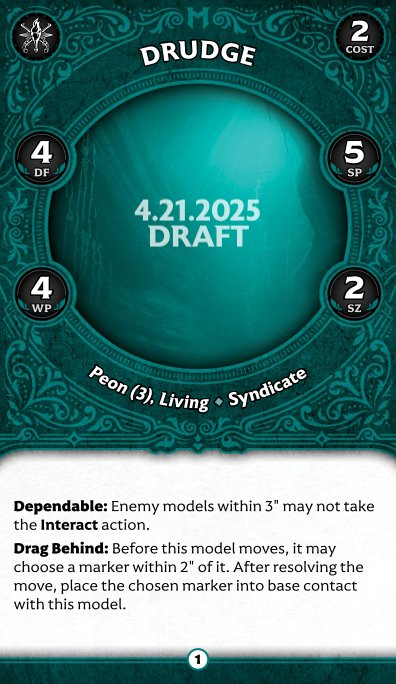 2
COST
DRUDGE
4
DF
5
SP
4.21.2025
DRAFT
4
WP
2
SZ
Peon (3), Living ◆ Syndicate
Dependable: Enemy models within 3" may not take
the Interact action.
Drag Behind: Before this model moves, it may
choose a marker within 2" of it. After resolving the
move, place the chosen marker into base contact
with this model.
1